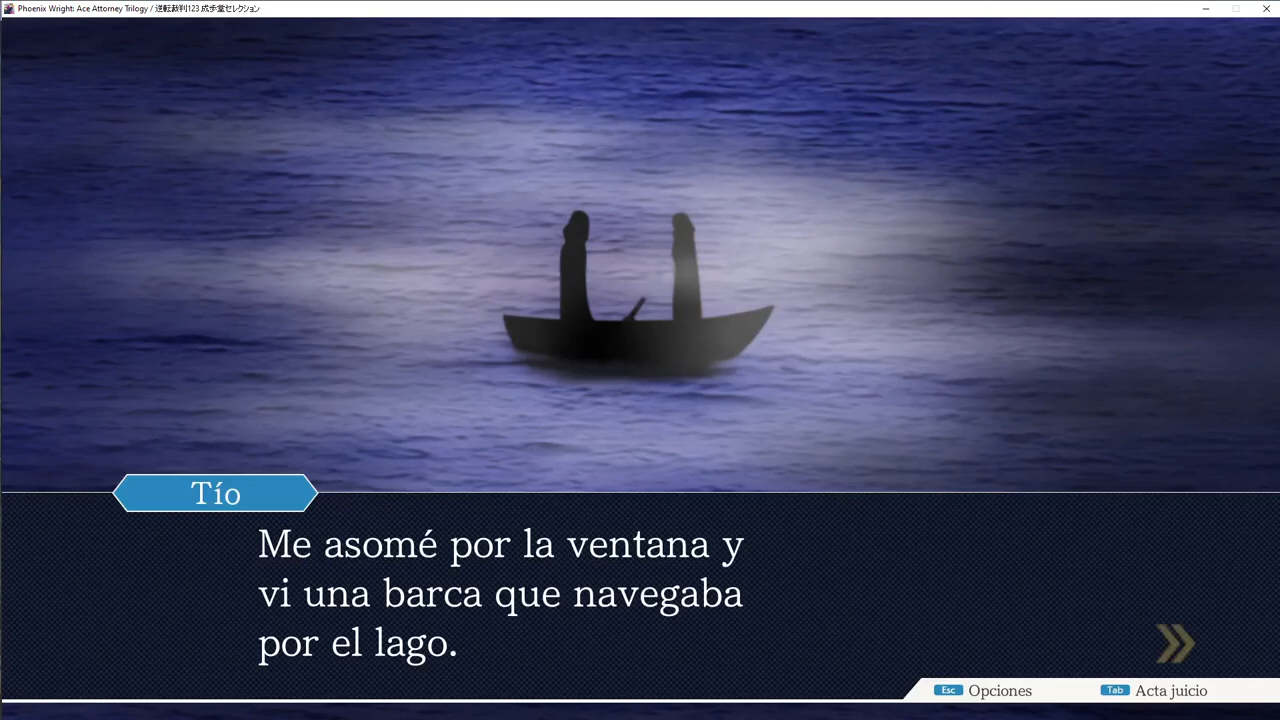 Phoenix Wright: Ace Attorney Trilogy / 逆転裁判123 成歩堂セレクション
Tío
Me asomé por la ventana y
vi una barca que navegaba
por el lago.
Esc Opciones
Tab Acta juicio